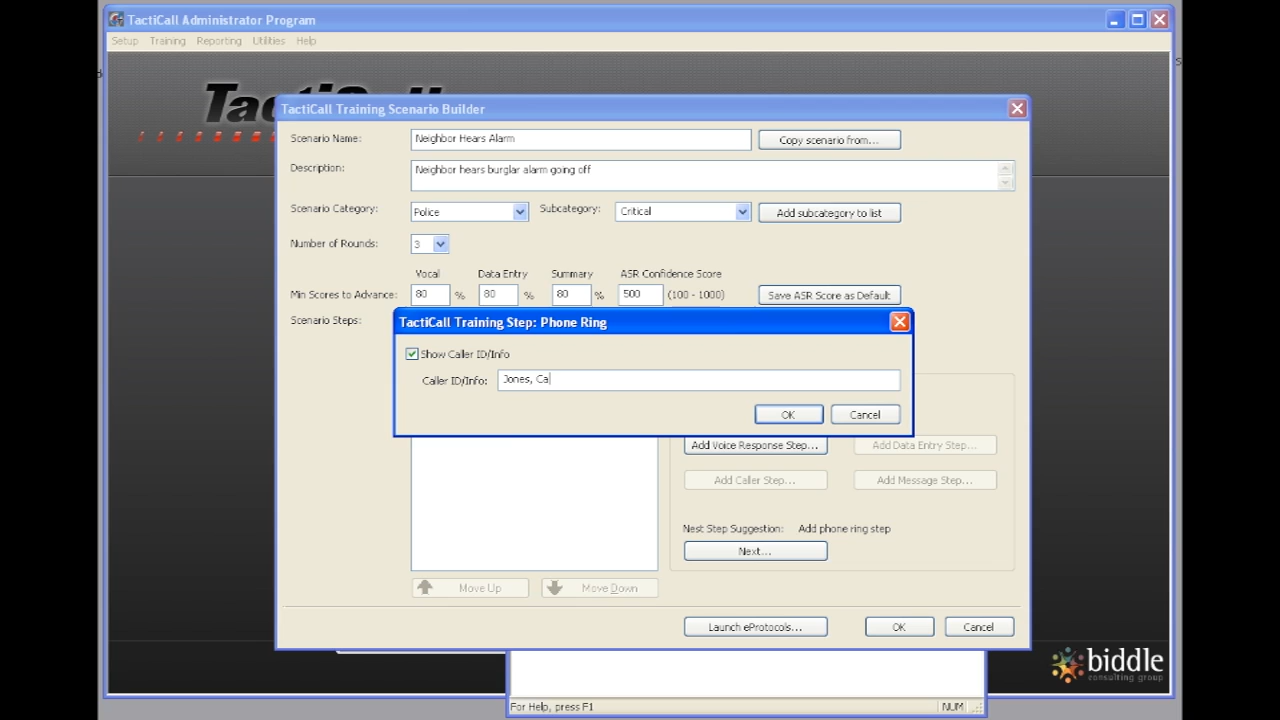 TactiCall Administrator Program
Setup Training Reporting Utilities Help
TactiCall Training Scenario Builder
Scenario Name: Neighbor Hears Alarm Copy scenario from...
Description: Neighbor hears burglar alarm going off
Scenario Category: Police Subcategory: Critical Add subcategory to list
Number of Rounds: 3
Vocal Data Entry Summary ASR Confidence Score
Min Scores to Advance: 80 % 80 % 80 % 500 (100 - 1000) Save ASR Score as Default
Scenario Steps:
TactiCall Training Step: Phone Ring
Show Caller ID/Info
Caller ID/Info: Jones, Ca
OK Cancel
Add Voice Response Step... Add Data Entry Step...
Add Caller Step... Add Message Step...
Nest Step Suggestion: Add phone ring step
Next...
Move Up Move Down
Launch eProtocols... OK Cancel
biddle
consulting group
For Help, press F1 NUM